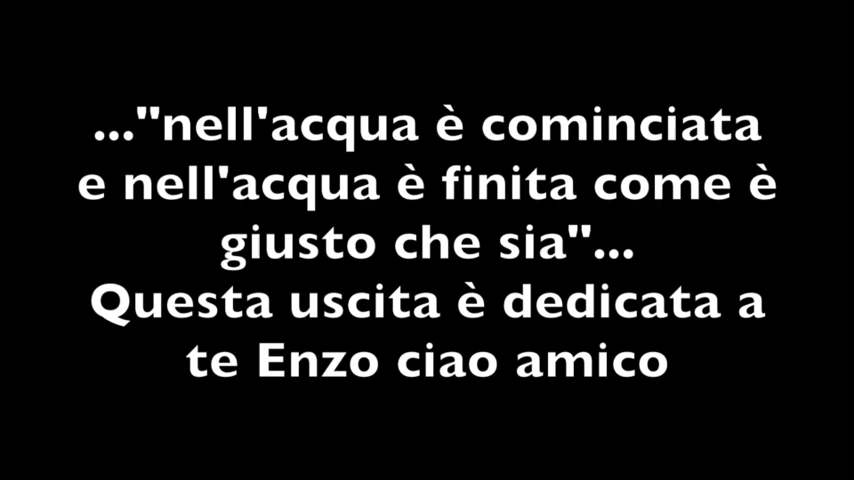 ..."nell'acqua è cominciata
e nell'acqua è finita come è
giusto che sia"...
Questa uscita è dedicata a
te Enzo ciao amico